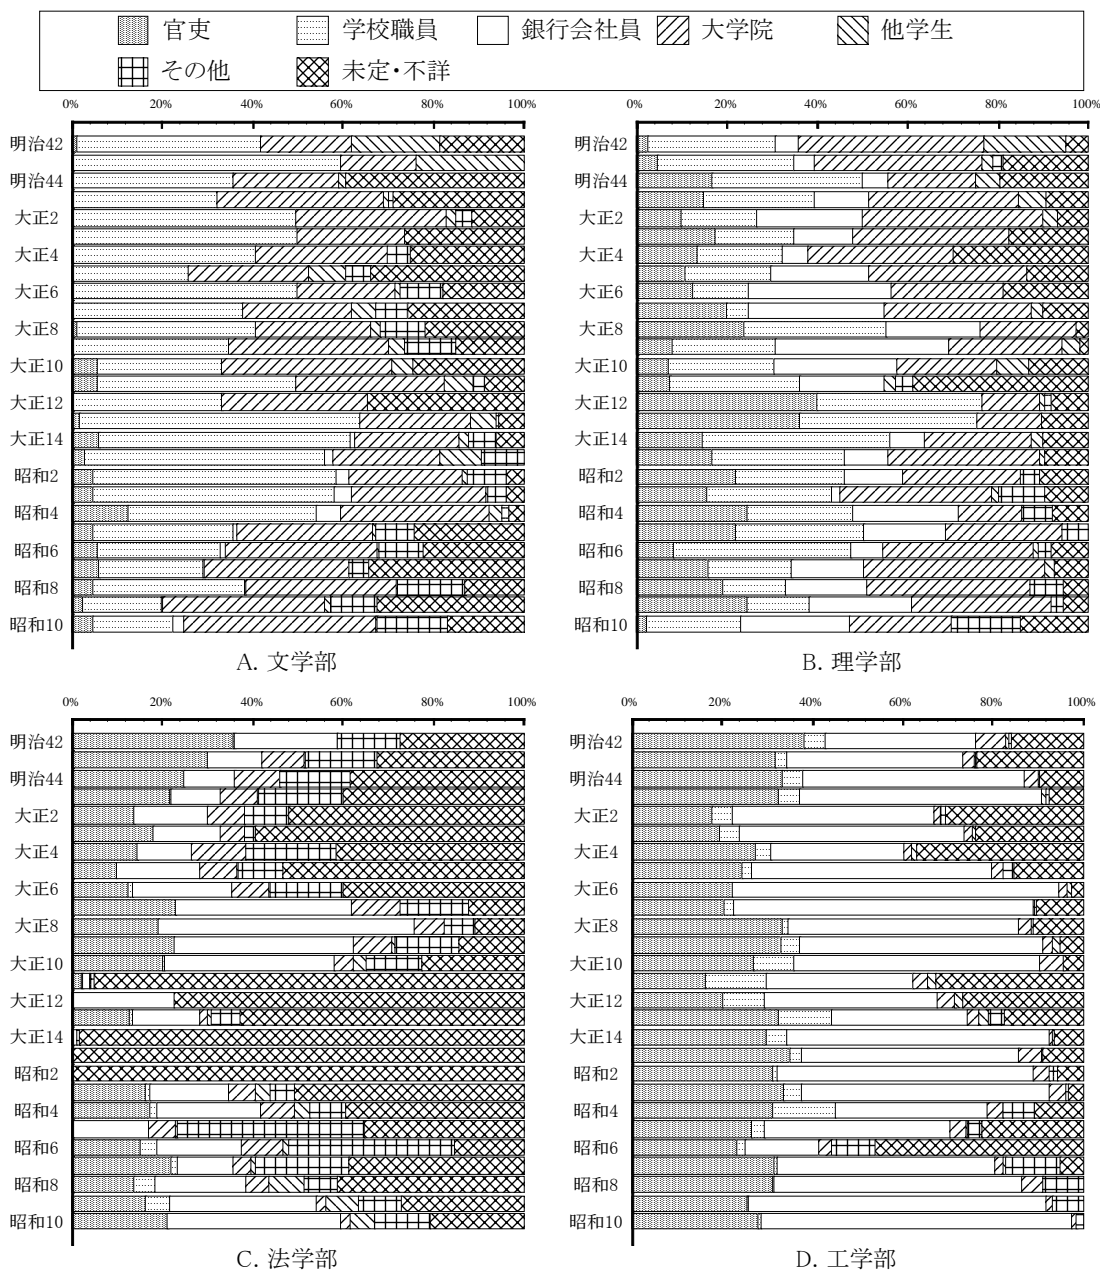 官吏 学校職員 銀行会社員 大学院 他学生
その他 未定・不詳
0% 20% 40% 60% 80% 100%
明治42
明治44
大正2
大正4
大正6
大正8
大正10
大正12
大正14
昭和2
昭和4
昭和6
昭和8
昭和10
A. 文学部
0% 20% 40% 60% 80% 100%
明治42
明治44
大正2
大正4
大正6
大正8
大正10
大正12
大正14
昭和2
昭和4
昭和6
昭和8
昭和10
B. 理学部
0% 20% 40% 60% 80% 100%
明治42
明治44
大正2
大正4
大正6
大正8
大正10
大正12
大正14
昭和2
昭和4
昭和6
昭和8
昭和10
C. 法学部
0% 20% 40% 60% 80% 100%
明治42
明治44
大正2
大正4
大正6
大正8
大正10
大正12
大正14
昭和2
昭和4
昭和6
昭和8
昭和10
D. 工学部